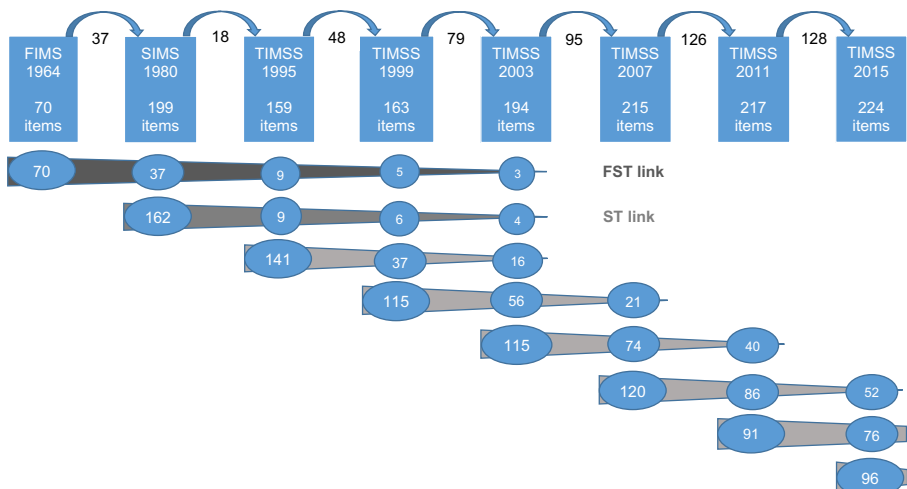 37 18 48 79 95 126 128
FIMS SIMS TIMSS TIMSS TIMSS TIMSS TIMSS TIMSS
1964 1980 1995 1999 2003 2007 2011 2015
70 199 159 163 194 215 217 224
items items items items items items items items
70 37 9 5 3 FST link
162 9 6 4 ST link
141 37 16
115 56 21
115 74 40
120 86 52
91 76
96